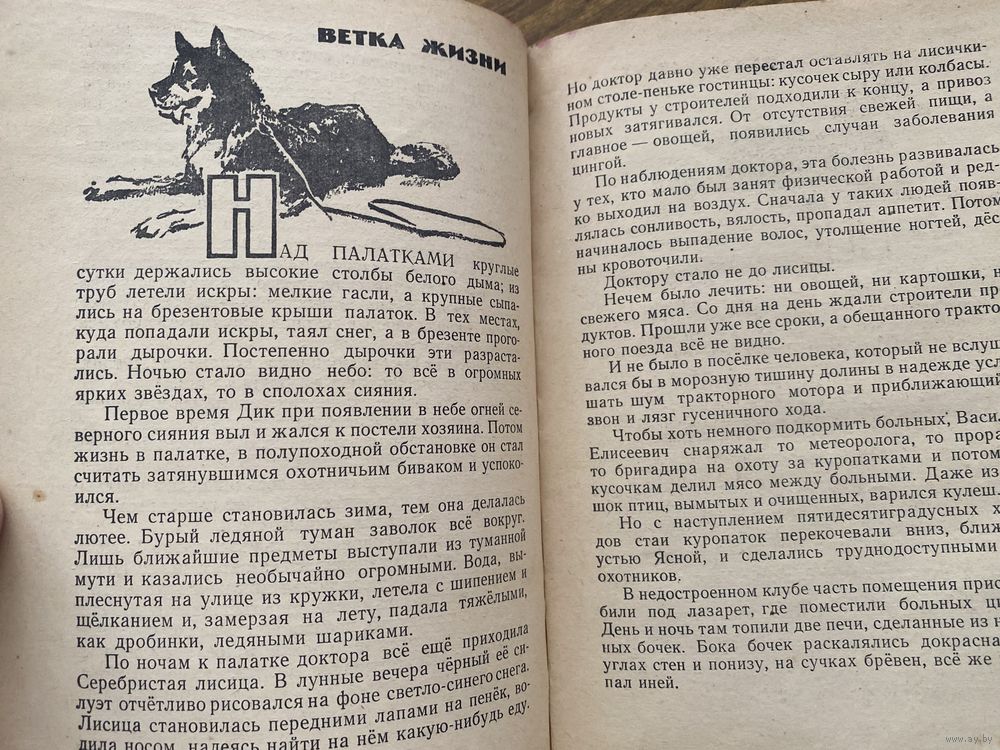 ВЕТКА ЖИЗНИ
НАД ПАЛАТКАМИ круглые
сутки держались высокие столбы белого дыма; из
труб летели искры: мелкие гасли, а крупные сыпа-
лись на брезентовые крыши палаток. В тех местах,
куда попадали искры, таял снег, а в брезенте прого-
рали дырочки. Постепенно дырочки эти разраста-
лись. Ночью стало видно небо: то всё в огромных
ярких звёздах, то в сполохах сияния.
Первое время Дик при появлении в небе огней се-
верного сияния выл и жался к постели хозяина. Потом
жизнь в палатке, в полупоходной обстановке он стал
считать затянувшимся охотничьим биваком и успоко-
ился.
Чем старше становилась зима, тем она делалась
лютее. Бурый ледяной туман заволок всё вокруг.
Лишь ближайшие предметы выступали из туманной
мути и казались необычайно огромными. Вода, вы-
плеснутая на улице из кружки, летела с шипением и
щёлканием и, замерзая на лету, падала тяжёлыми,
как дробинки, ледяными шариками.
По ночам к палатке доктора всё ещё приходила
Серебристая лисица. В лунные вечера чёрный её си-
луэт отчётливо рисовался на фоне светло-синего снега.
Лисица становилась передними лапами на пенёк, во-
дила носом, надеясь найти на нём какую-нибудь еду.
Но доктор давно уже перестал оставлять на лисички-
ном столе-пеньке гостинцы: кусочек сыру или колбасы.
Продукты у строителей подходили к концу, а привоз
новых затягивался. От отсутствия свежей пищи, а
главное — овощей, появились случаи заболевания
цингой.
По наблюдениям доктора, эта болезнь развивалась
у тех, кто мало был занят физической работой и ред-
ко выходил на воздух. Сначала у таких людей появ-
лялась сонливость, вялость, пропадал аппетит. Потом
начиналось выпадение волос, утолщение ногтей, дёс-
ны кровоточили.
Доктору стало не до лисицы.
Нечем было лечить: ни овощей, ни картошки, н
свежего мяса. Со дня на день ждали строители пр
дуктов. Прошли уже все сроки, а обещанного тракто
ного поезда всё не видно.
И не было в посёлке человека, который не вслуш
вался бы в морозную тишину долины в надежде усл
шать шум тракторного мотора и приближающий
звон и лязг гусеничного хода.
Чтобы хоть немного подкормить больных, Васи
Елисеевич снаряжал то метеоролога, то прора
то бригадира на охоту за куропатками и потом
кусочкам делил мясо между больными. Даже из
шок птиц, вымытых и очищенных, варился кулеш.
Но с наступлением пятидесятиградусных х
дов стаи куропаток перекочевали вниз, ближ
устью Ясной, и сделались труднодоступными
охотников.
В недостроенном клубе часть помещения прис
били под лазарет, где поместили больных ци
День и ночь там топили две печи, сделанные из
ных бочек. Бока бочек раскалялись докрасна
углах стен и понизу, на сучках брёвен, всё же
пал иней.
www.ay.by